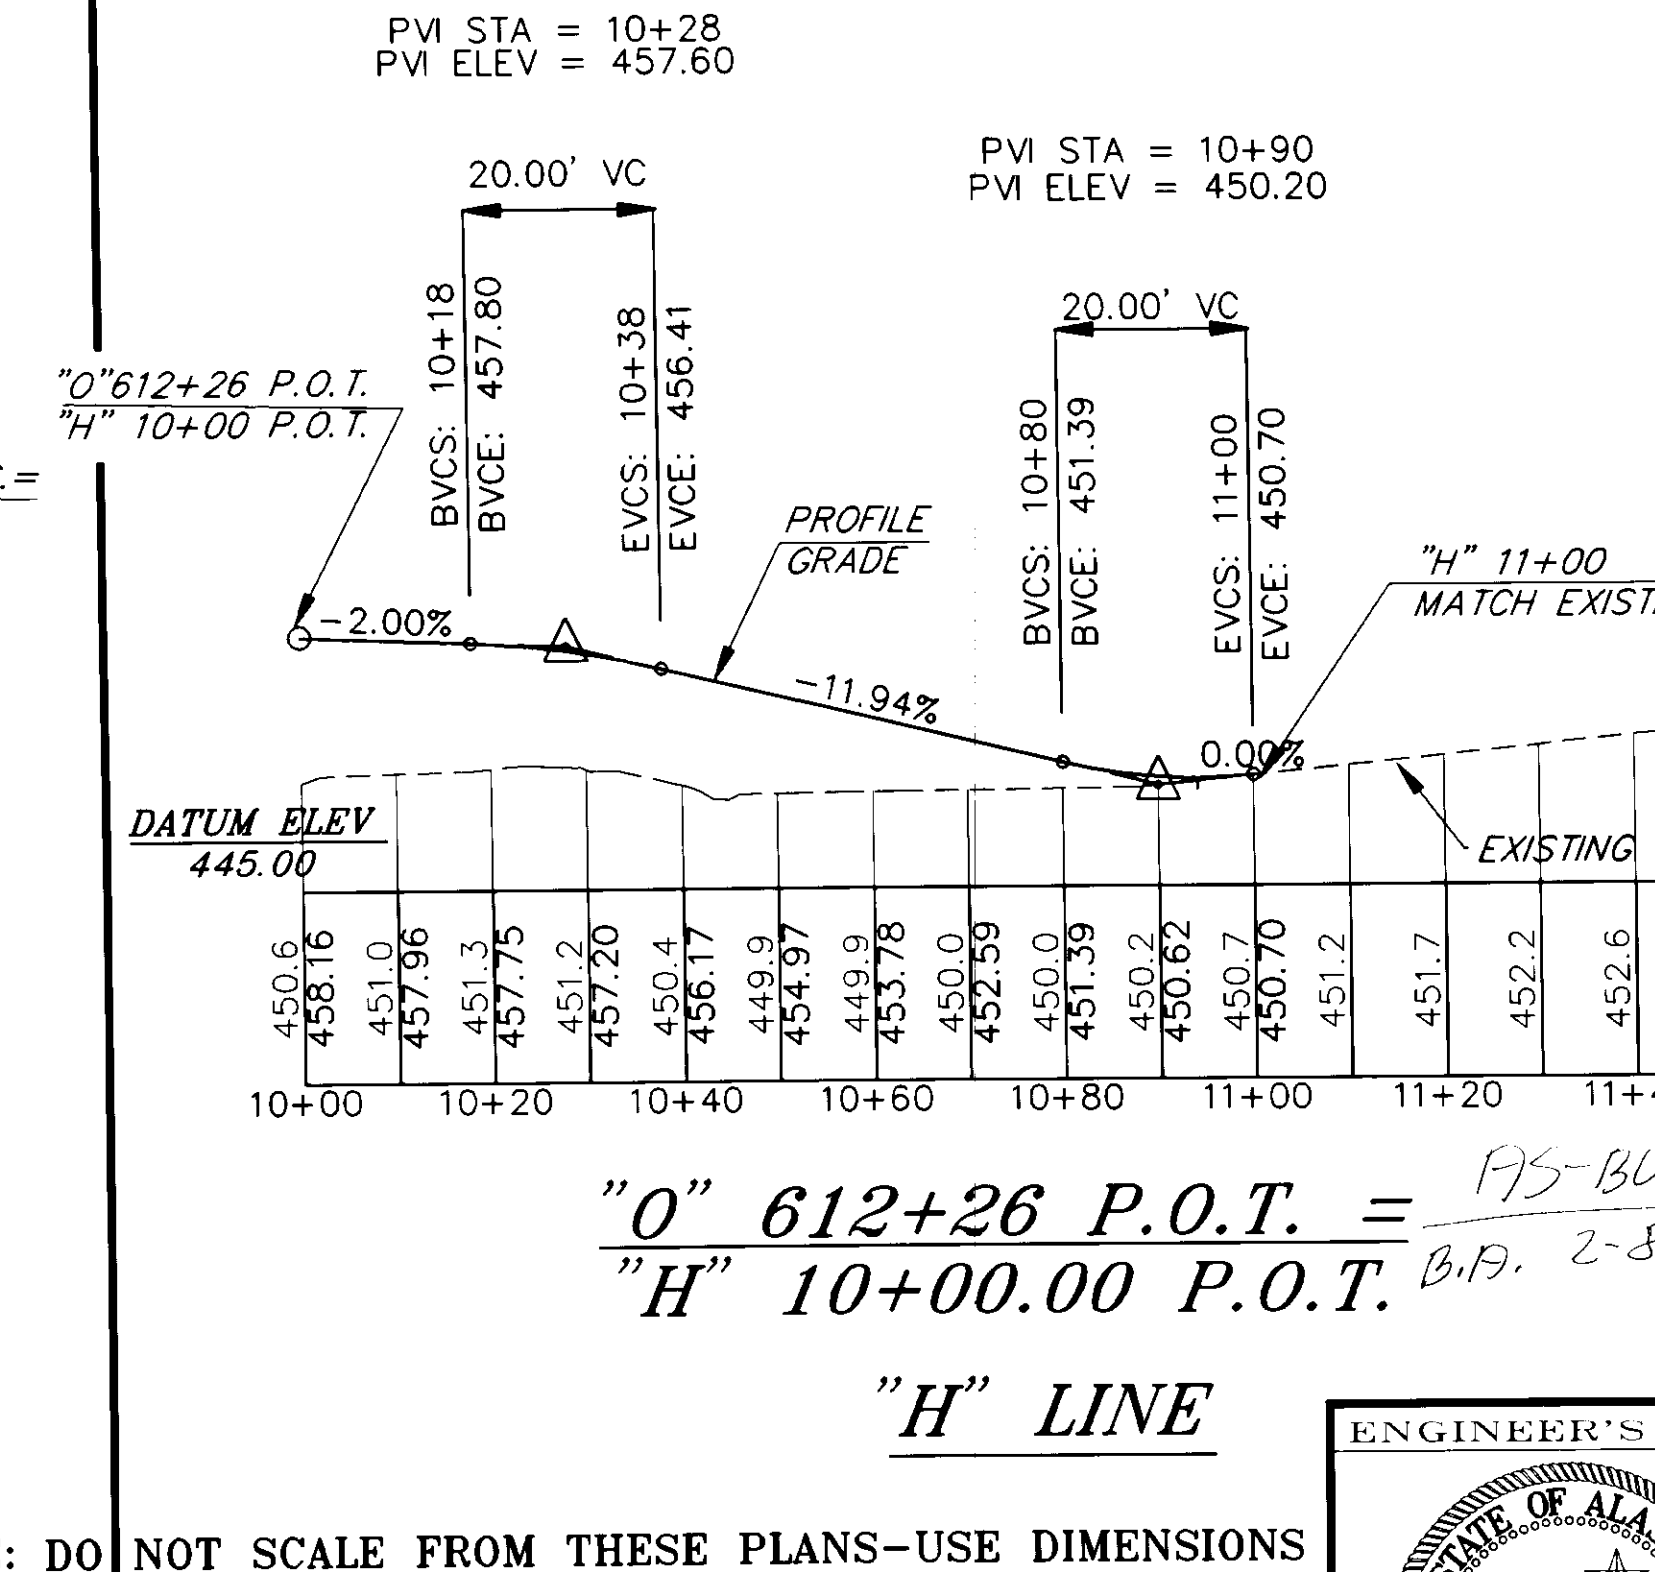 PVI STA = 10+28
PVI ELEV = 457.60
PVI STA = 10+90
PVI ELEV = 450.20
20.00' VC
20.00' VC
BVCS: 10+18
BVCE: 457.80
EVCS: 10+38
EVCE: 456.41
BVCS: 10+80
BVCE: 451.39
EVCS: 11+00
EVCE: 450.70
"O"612+26 P.O.T.
"H" 10+00 P.O.T.
.=
PROFILE
GRADE
"H" 11+00
MATCH
-2.00%
-11.94%
0.00%
DATUM ELEV
445.00
EXISTING
450.6 458.16 451.0 457.96 451.3 457.75 451.2 457.20 450.4 456.17 449.9 454.97 449.9 453.78 450.0 452.59 450.0 451.39 450.2 450.62 450.7 450.70 451.2 451.7 452.2 452.6
10+00 10+20 10+40 10+60 10+80 11+00 11+20
"O" 612+26 P.O.T. =
"H" 10+00.00 P.O.T.
B.A.
"H" LINE
ENGINEER'S
STATE OF
: DO NOT SCALE FROM THESE PLANS-USE DIMENSIONS